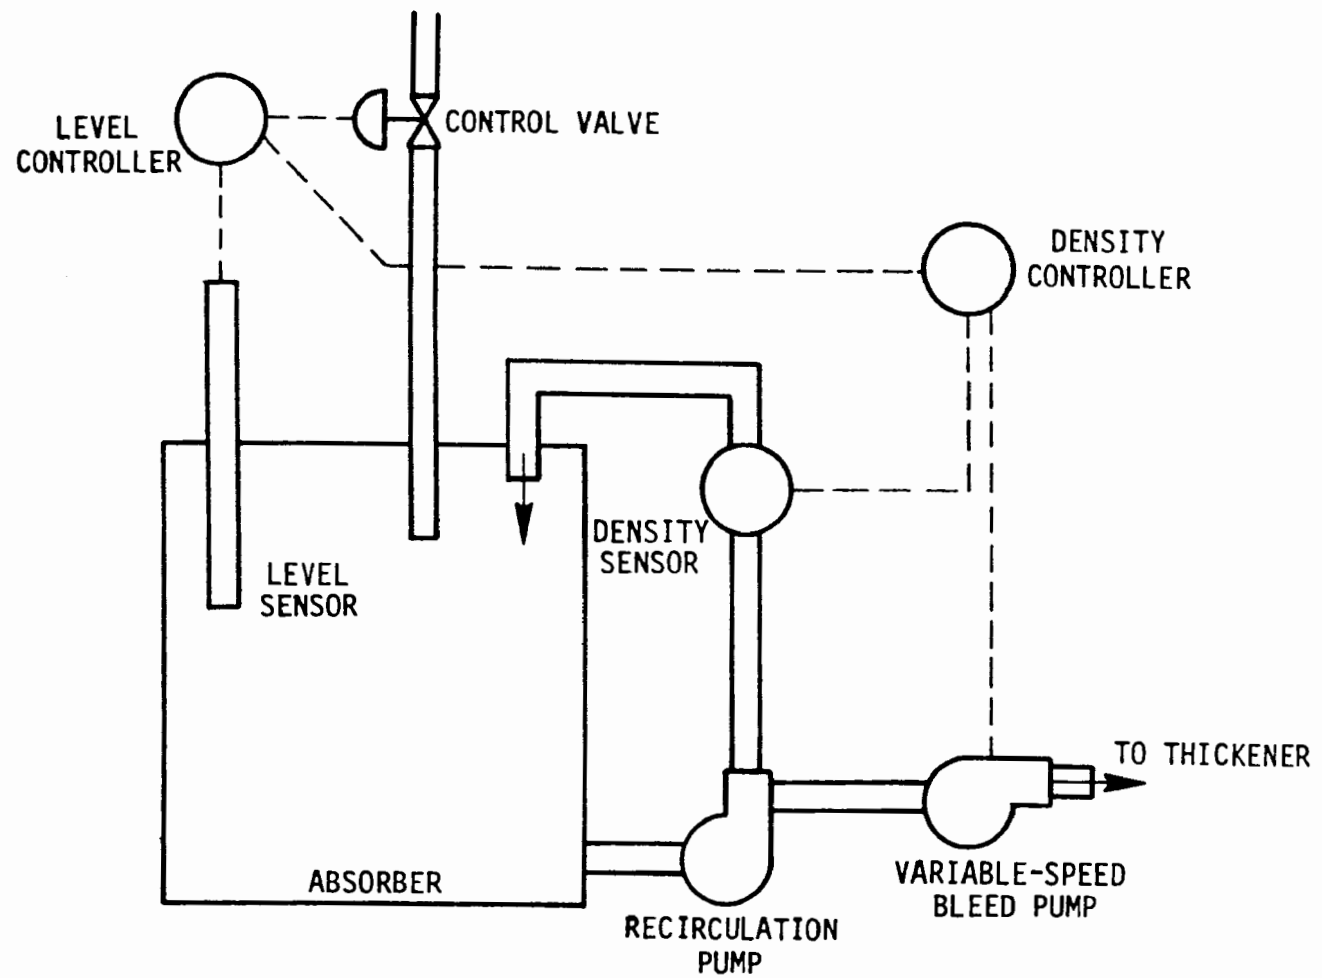 LEVEL
CONTROLLER
CONTROL VALVE
DENSITY
CONTROLLER
DENSITY
SENSOR
LEVEL
SENSOR
TO THICKENER
ABSORBER
VARIABLE-SPEED
BLEED PUMP
RECIRCULATION
PUMP